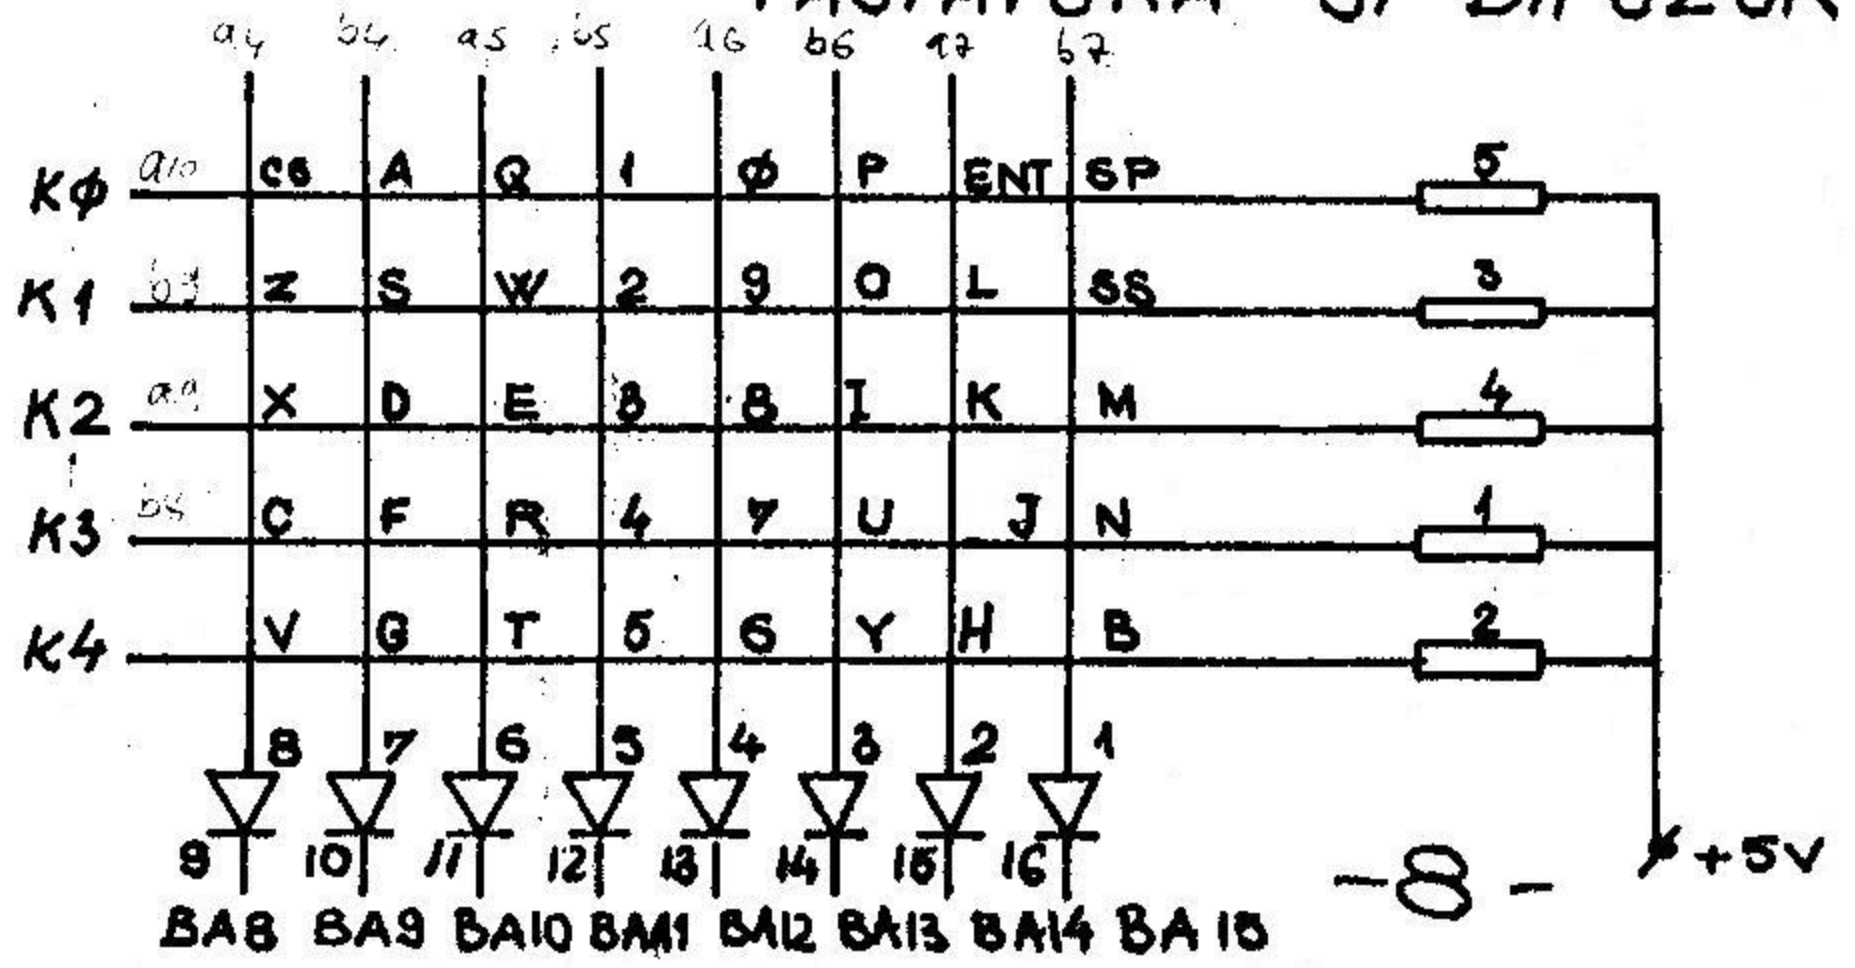 a4 b4 a5 b5 a6 b6 a7 b7
KØ a10 CS A Q 1 Ø P ENT SP 5
K1 Z S W 2 9 O L SS 3
K2 a9 X D E 3 8 I K M 4
K3 b8 C F R 4 7 U J N 1
K4 V G T 5 6 Y H B 2
8 7 6 5 4 3 2 1
9 10 11 12 13 14 15 16
-8- +5V
BA8 BA9 BA10 BA11 BA12 BA13 BA14 BA15